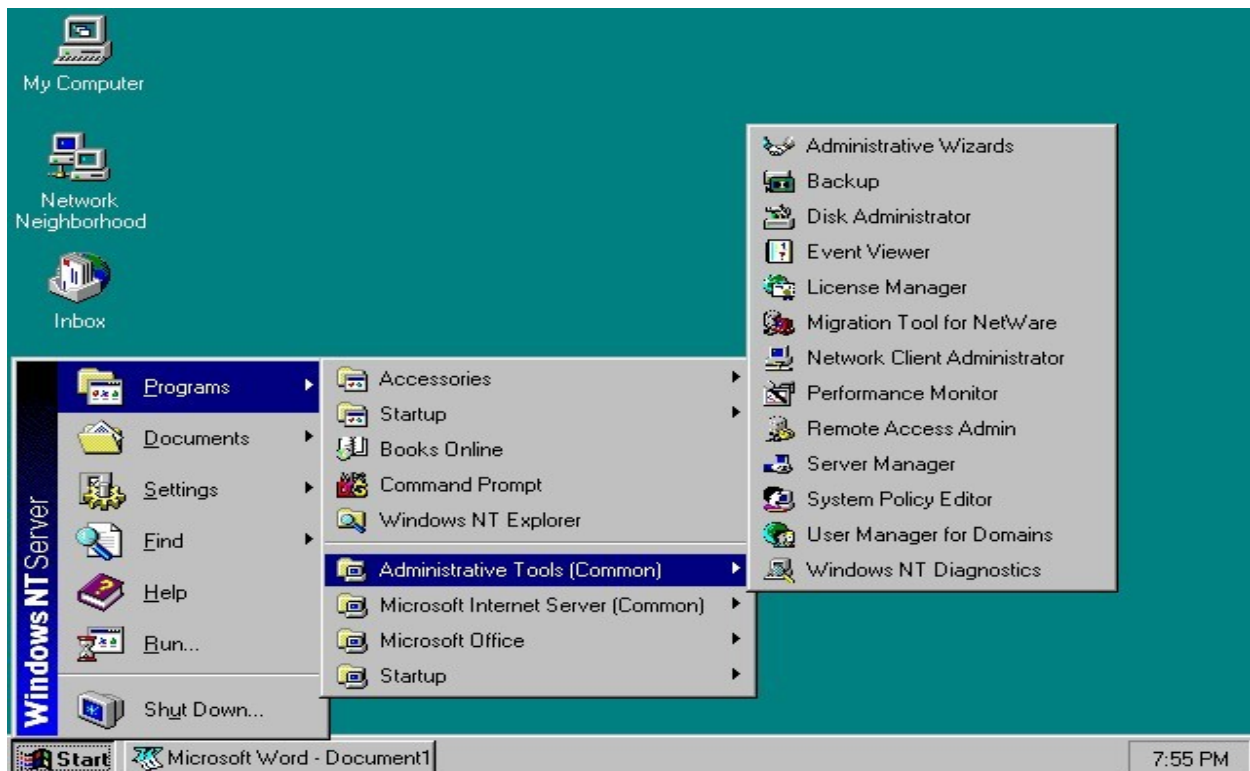 My Computer
Network
Neighborhood
Inbox
Windows NT Server
Programs
Documents
Settings
Find
Help
Run...
Shut Down...
Accessories
Startup
Books Online
Command Prompt
Windows NT Explorer
Administrative Tools (Common)
Microsoft Internet Server (Common)
Microsoft Office
Startup
Administrative Wizards
Backup
Disk Administrator
Event Viewer
License Manager
Migration Tool for NetWare
Network Client Administrator
Performance Monitor
Remote Access Admin
Server Manager
System Policy Editor
User Manager for Domains
Windows NT Diagnostics
Start
Microsoft Word - Document1
7:55 PM